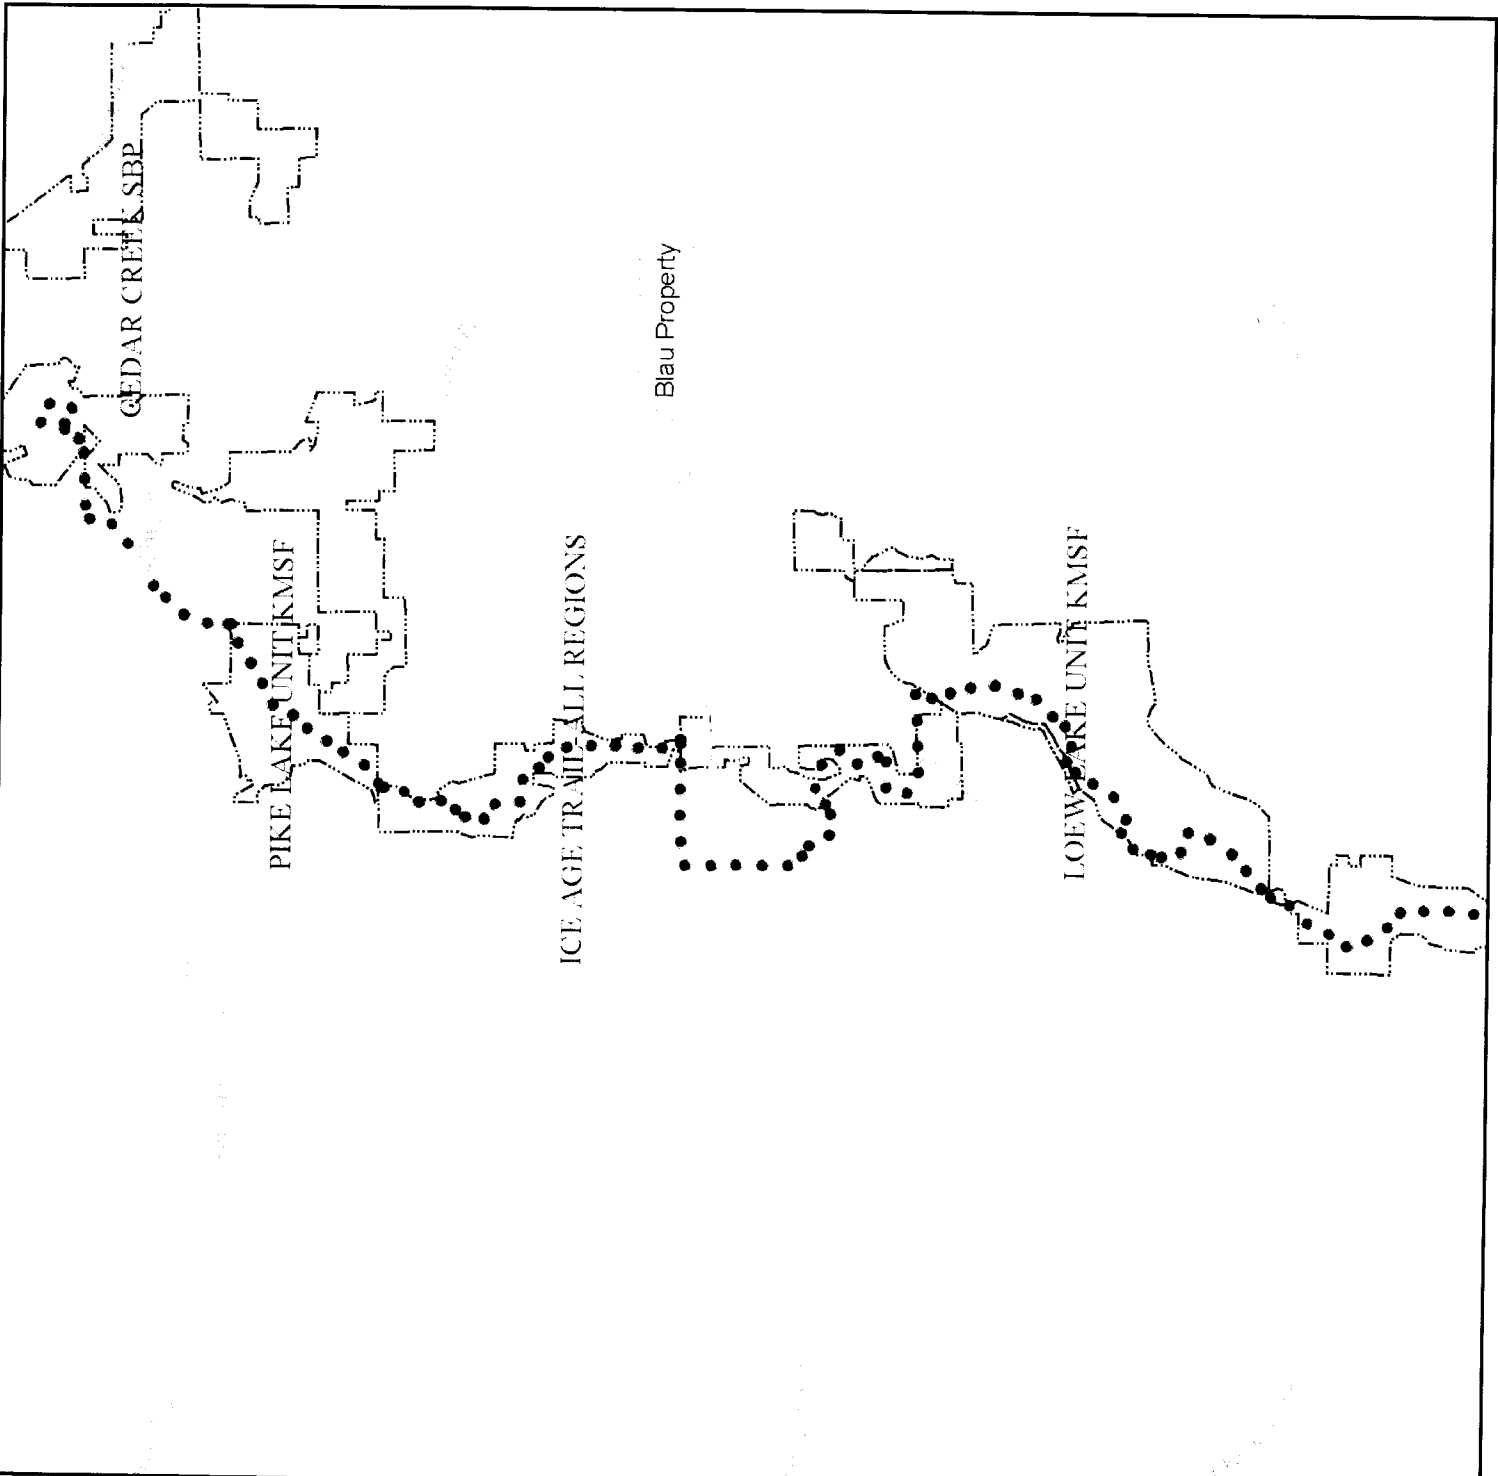 CEDAR CREEK SBP
PIKE LAKE UNIT KMSF
ICE AGE TRAIL-ALL REGIONS
Blau Property
LOEW LAKE UNIT KMSF